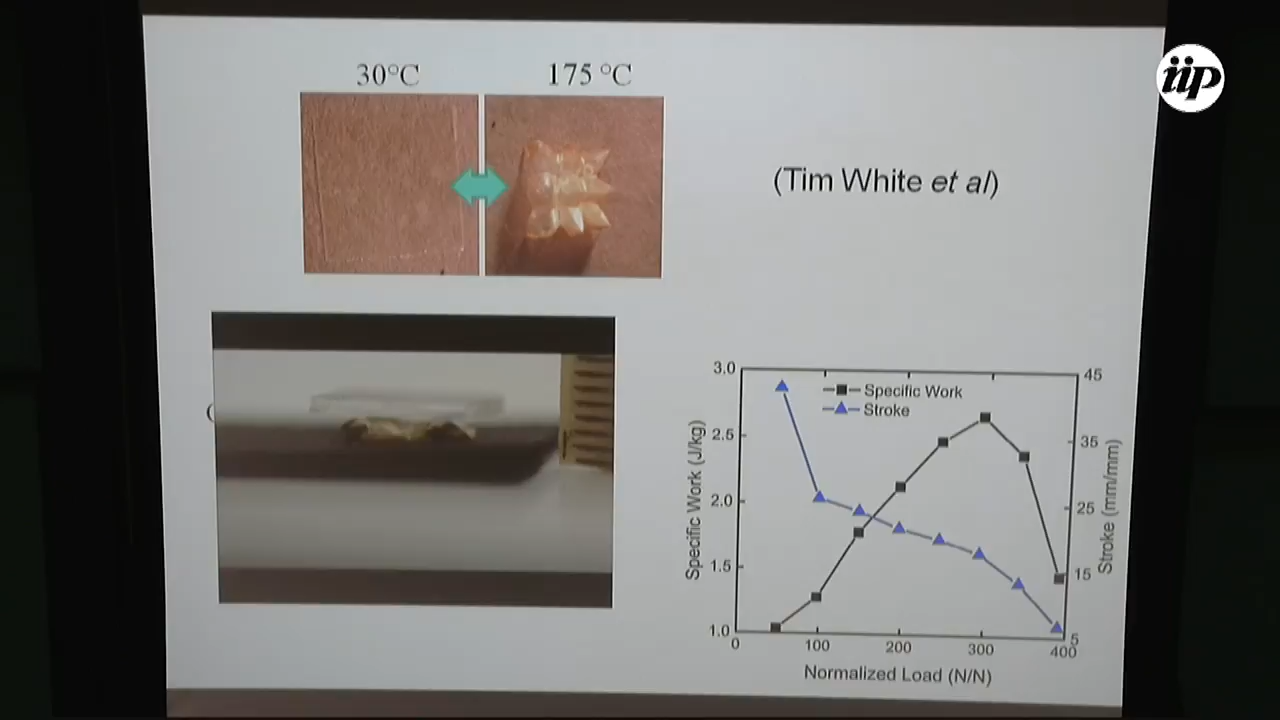 iip
30°C
175 °C
(Tim White et al)
(
3.0
2.5
2.0
1.5
1.0
Specific Work (J/kg)
Specific Work
Stroke
45
35
25
15
5
Stroke (mm/mm)
0
100
200
300
400
Normalized Load (N/N)